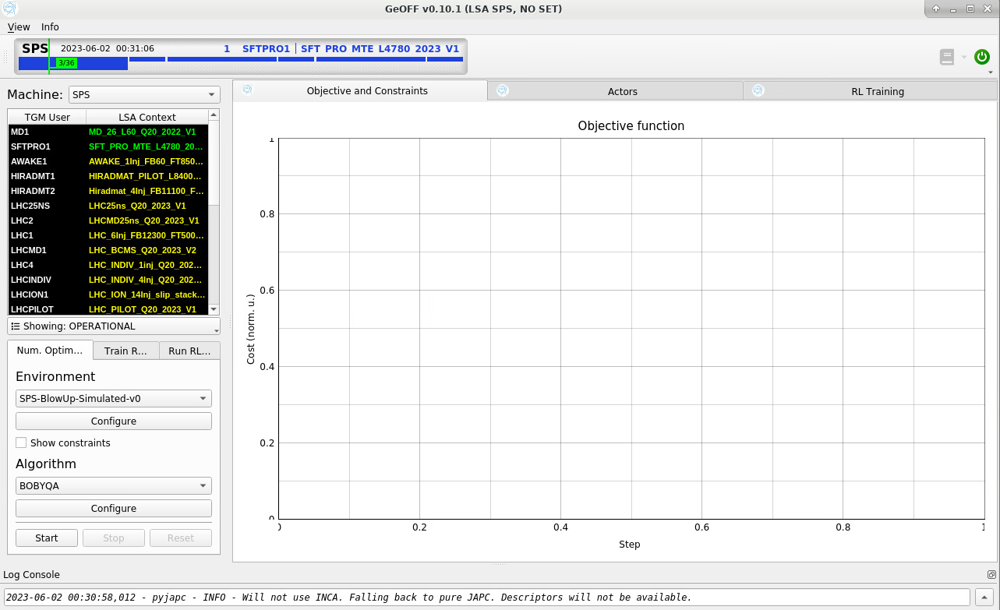 GeOFF v0.10.1 (LSA SPS, NO SET)
View Info
SPS 2023-06-02 00:31:06 1 SFTPRO1 | SFT_PRO_MTE_L4780_2023_V1
3/36
Machine: SPS
TGM User LSA Context
MD1 MD_26_L60_Q20_2022_V1
SFTPRO1 SFT_PRO_MTE_L4780_20...
AWAKE1 AWAKE_1Inj_FB60_FT850...
HIRADMT1 HIRADMAT_PILOT_L8400...
HIRADMT2 Hiradmat_4Inj_FB11100_F...
LHC25NS LHC25ns_Q20_2023_V1
LHC2 LHCMD25ns_Q20_2023_V1
LHC1 LHC_6Inj_FB12300_FT500...
LHCMD1 LHC_BCMS_Q20_2023_V2
LHC4 LHC_INDIV_1inj_Q20_202...
LHCINDIV LHC_INDIV_4Inj_Q20_202...
LHCION1 LHC_ION_14Inj_slip_stack...
LHCPILOT LHC_PILOT_Q20_2023_V1
Showing: OPERATIONAL
Num. Optim... Train R... Run RL...
Environment
SPS-BlowUp-Simulated-v0
Configure
Show constraints
Algorithm
BOBYQA
Configure
Start Stop Reset
Objective and Constraints Actors RL Training
Objective function
Cost (norm. u.)
1
0.8
0.6
0.4
0.2
0
0 0.2 0.4 0.6 0.8 1
Step
Log Console
2023-06-02 00:30:58,012 - pyjapc - INFO - Will not use INCA. Falling back to pure JAPC. Descriptors will not be available.